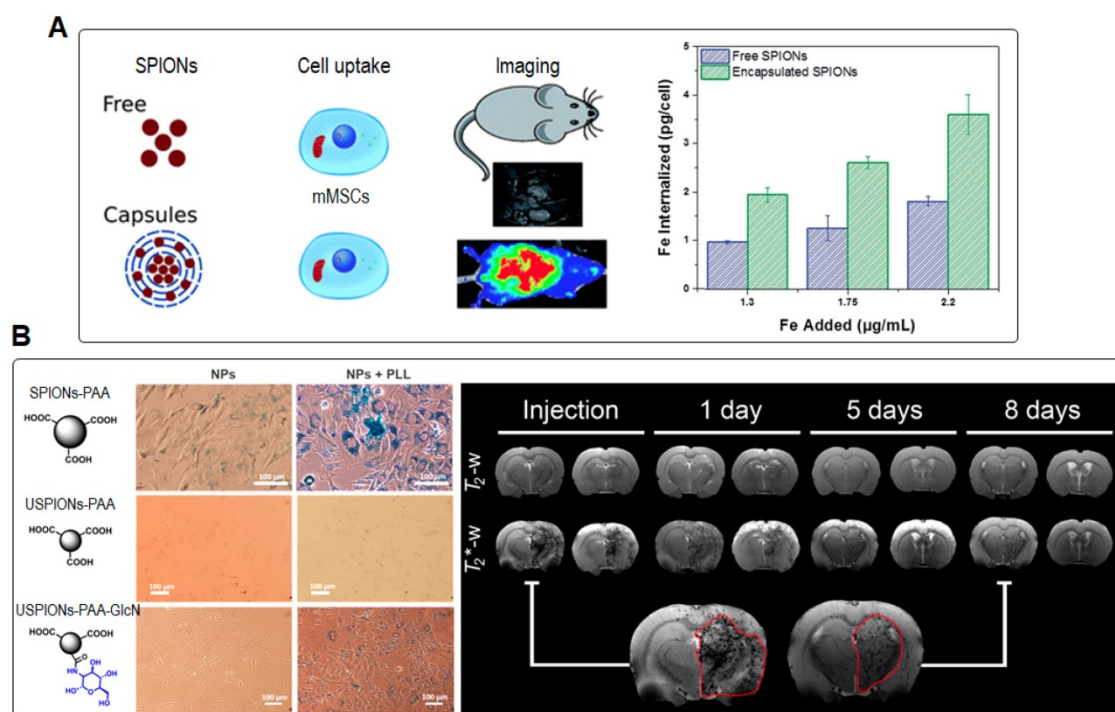 A
SPIONs
Cell uptake
Imaging
Free
mMSCs
Capsules
Free SPIONs
Encapsulated SPIONs
Fe Internalized (pg/cell)
5
4
3
2
1
0
1.3
1.75
2.2
Fe Added (µg/mL)
B
NPs
NPs + PLL
SPIONs-PAA
HOOC
COOH
COOH
100 µm
100 µm
USPIONs-PAA
HOOC
COOH
COOH
100 µm
100 µm
USPIONs-PAA-GlcN
HOOC
COOH
O
HN
OH
HO
O
OH
HO
100 µm
100 µm
Injection
1 day
5 days
8 days
T2-w
T2*-w